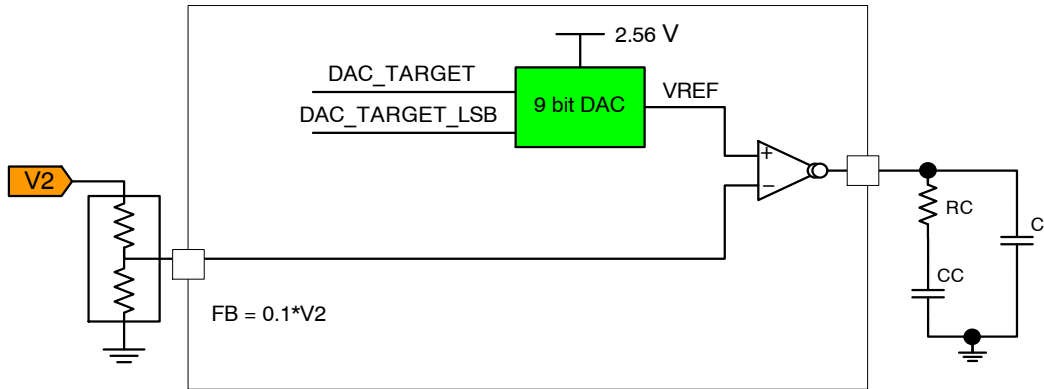 2.56 V
DAC_TARGET
DAC_TARGET_LSB
9 bit DAC
VREF
+
−
V2
RC
C
CC
FB = 0.1*V2